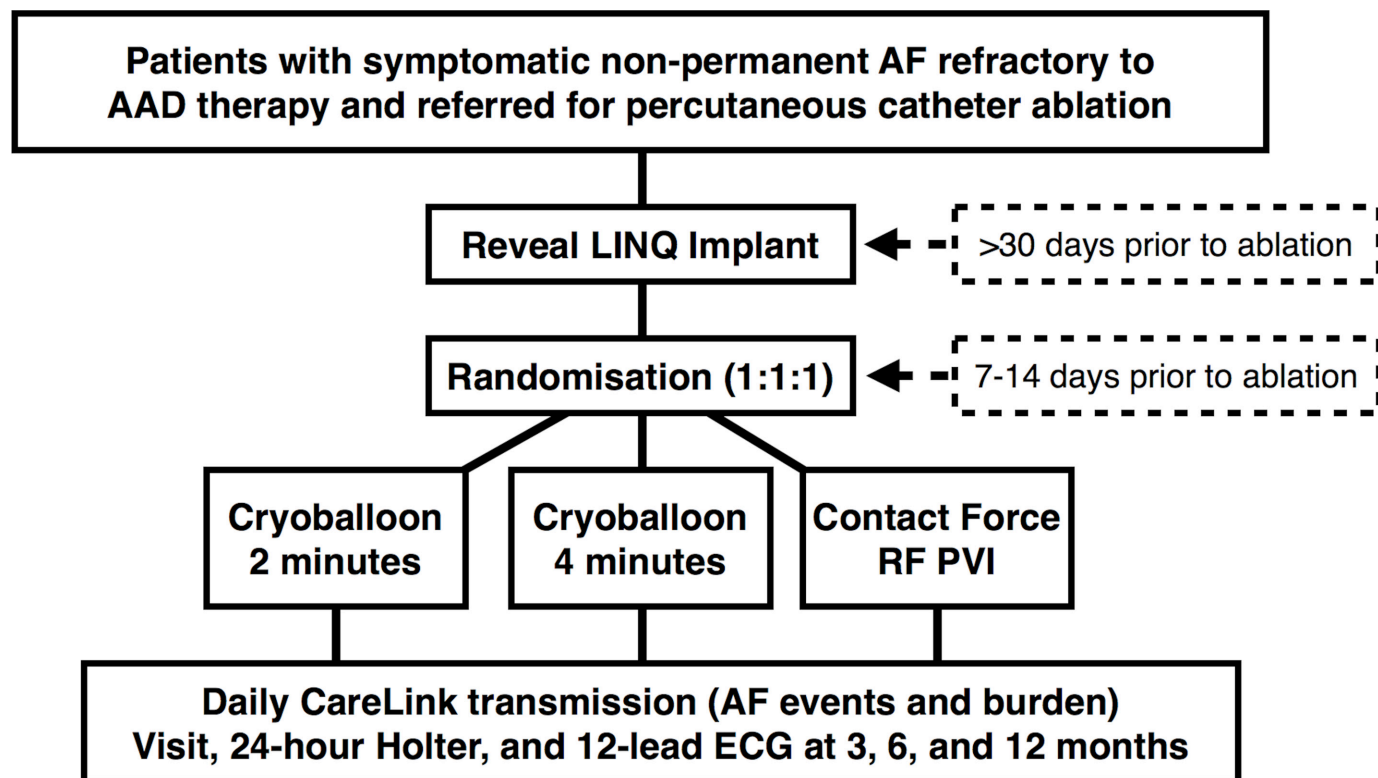 Patients with symptomatic non-permanent AF refractory to
AAD therapy and referred for percutaneous catheter ablation
Reveal LINQ Implant
>30 days prior to ablation
Randomisation (1:1:1)
7-14 days prior to ablation
Cryoballoon
2 minutes
Cryoballoon
4 minutes
Contact Force
RF PVI
Daily CareLink transmission (AF events and burden)
Visit, 24-hour Holter, and 12-lead ECG at 3, 6, and 12 months